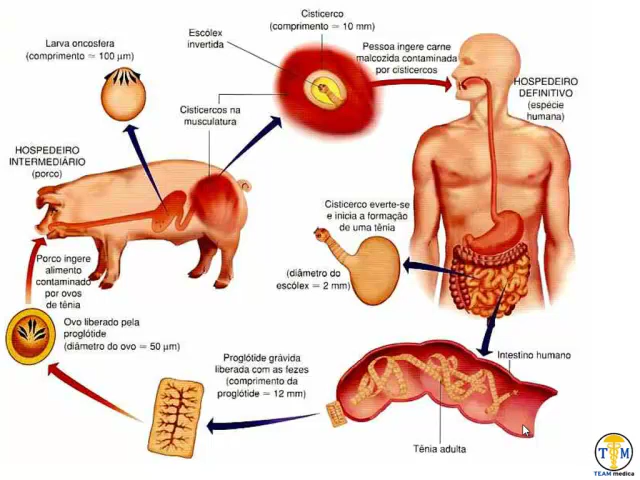 Larva oncosfera
(comprimento ≃ 100 μm)
Escólex
invertida
Cisticerco
(comprimento ≃ 10 mm)
Pessoa ingere carne
malcozida contaminada
por cisticercos
HOSPEDEIRO
DEFINITIVO
(espécie
humana)
Cisticercos na
musculatura
HOSPEDEIRO
INTERMEDIÁRIO
(porco)
Cisticerco everte-se
e inicia a formação
de uma tênia
(diâmetro do
escólex = 2 mm)
Porco ingere
alimento
contaminado
por ovos
de tênia
Ovo liberado pela
proglótide
(diâmetro do ovo = 50 μm)
Proglótide grávida
liberada com as fezes
(comprimento da
proglótide ≃ 12 mm)
Intestino humano
Tênia adulta
T M
TEAM medica